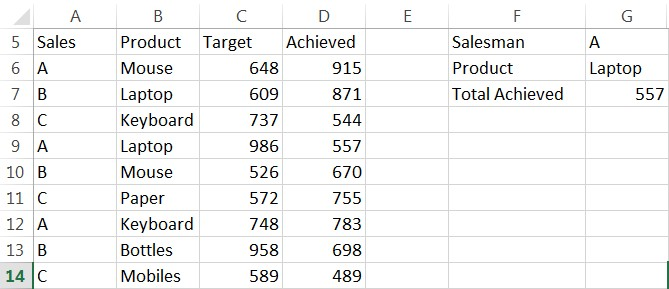 A B C D E F G
5 Sales Product Target Achieved Salesman A
6 A Mouse 648 915 Product Laptop
7 B Laptop 609 871 Total Achieved 557
8 C Keyboard 737 544
9 A Laptop 986 557
10 B Mouse 526 670
11 C Paper 572 755
12 A Keyboard 748 783
13 B Bottles 958 698
14 C Mobiles 589 489